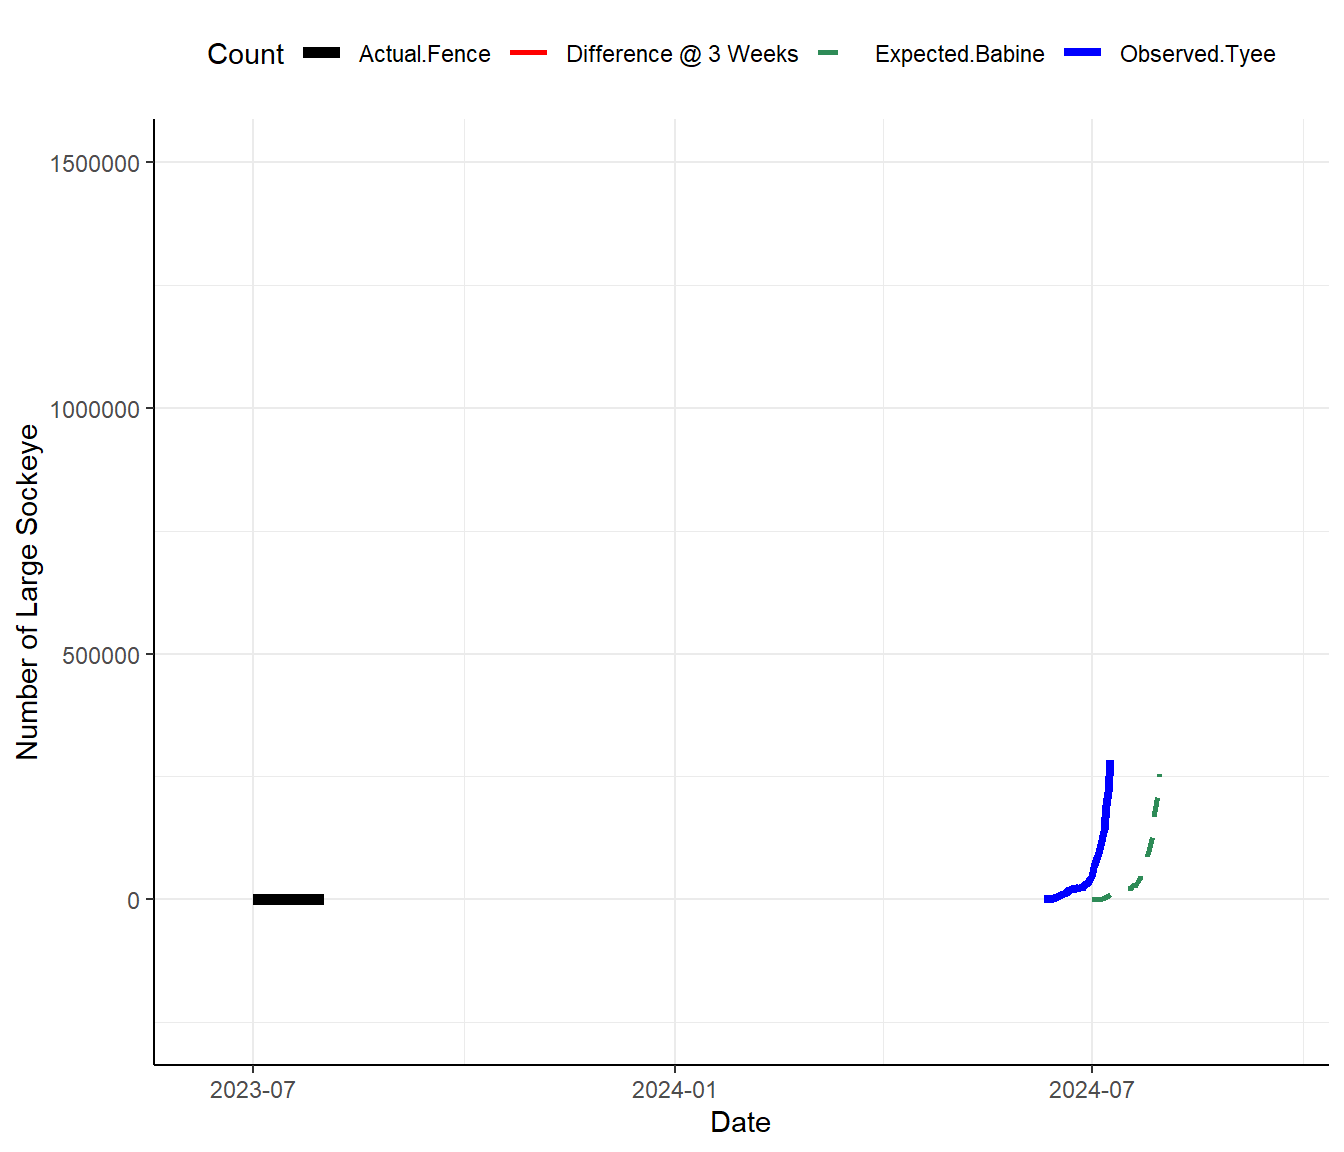 Count Actual.Fence Difference @ 3 Weeks Expected.Babine Observed.Tyee
1500000
1000000
500000
0
Number of Large Sockeye
2023-07 2024-01 2024-07
Date